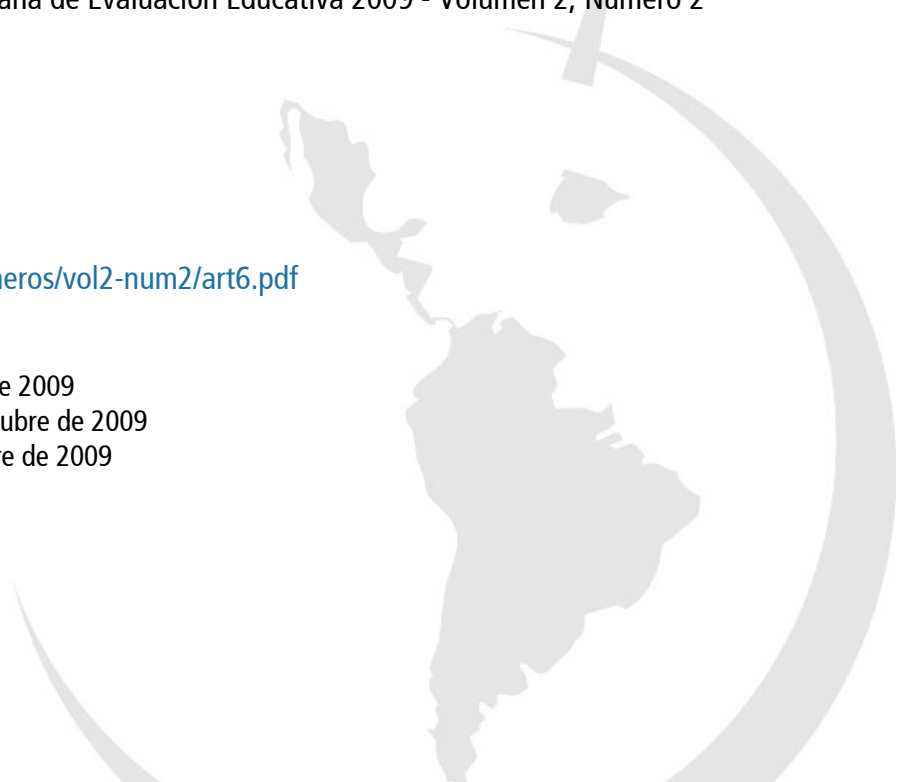 ana de Evaluación Educativa 2009 - Volumen 2, Número 2
neros/vol2-num2/art6.pdf
e 2009
ubre de 2009
re de 2009